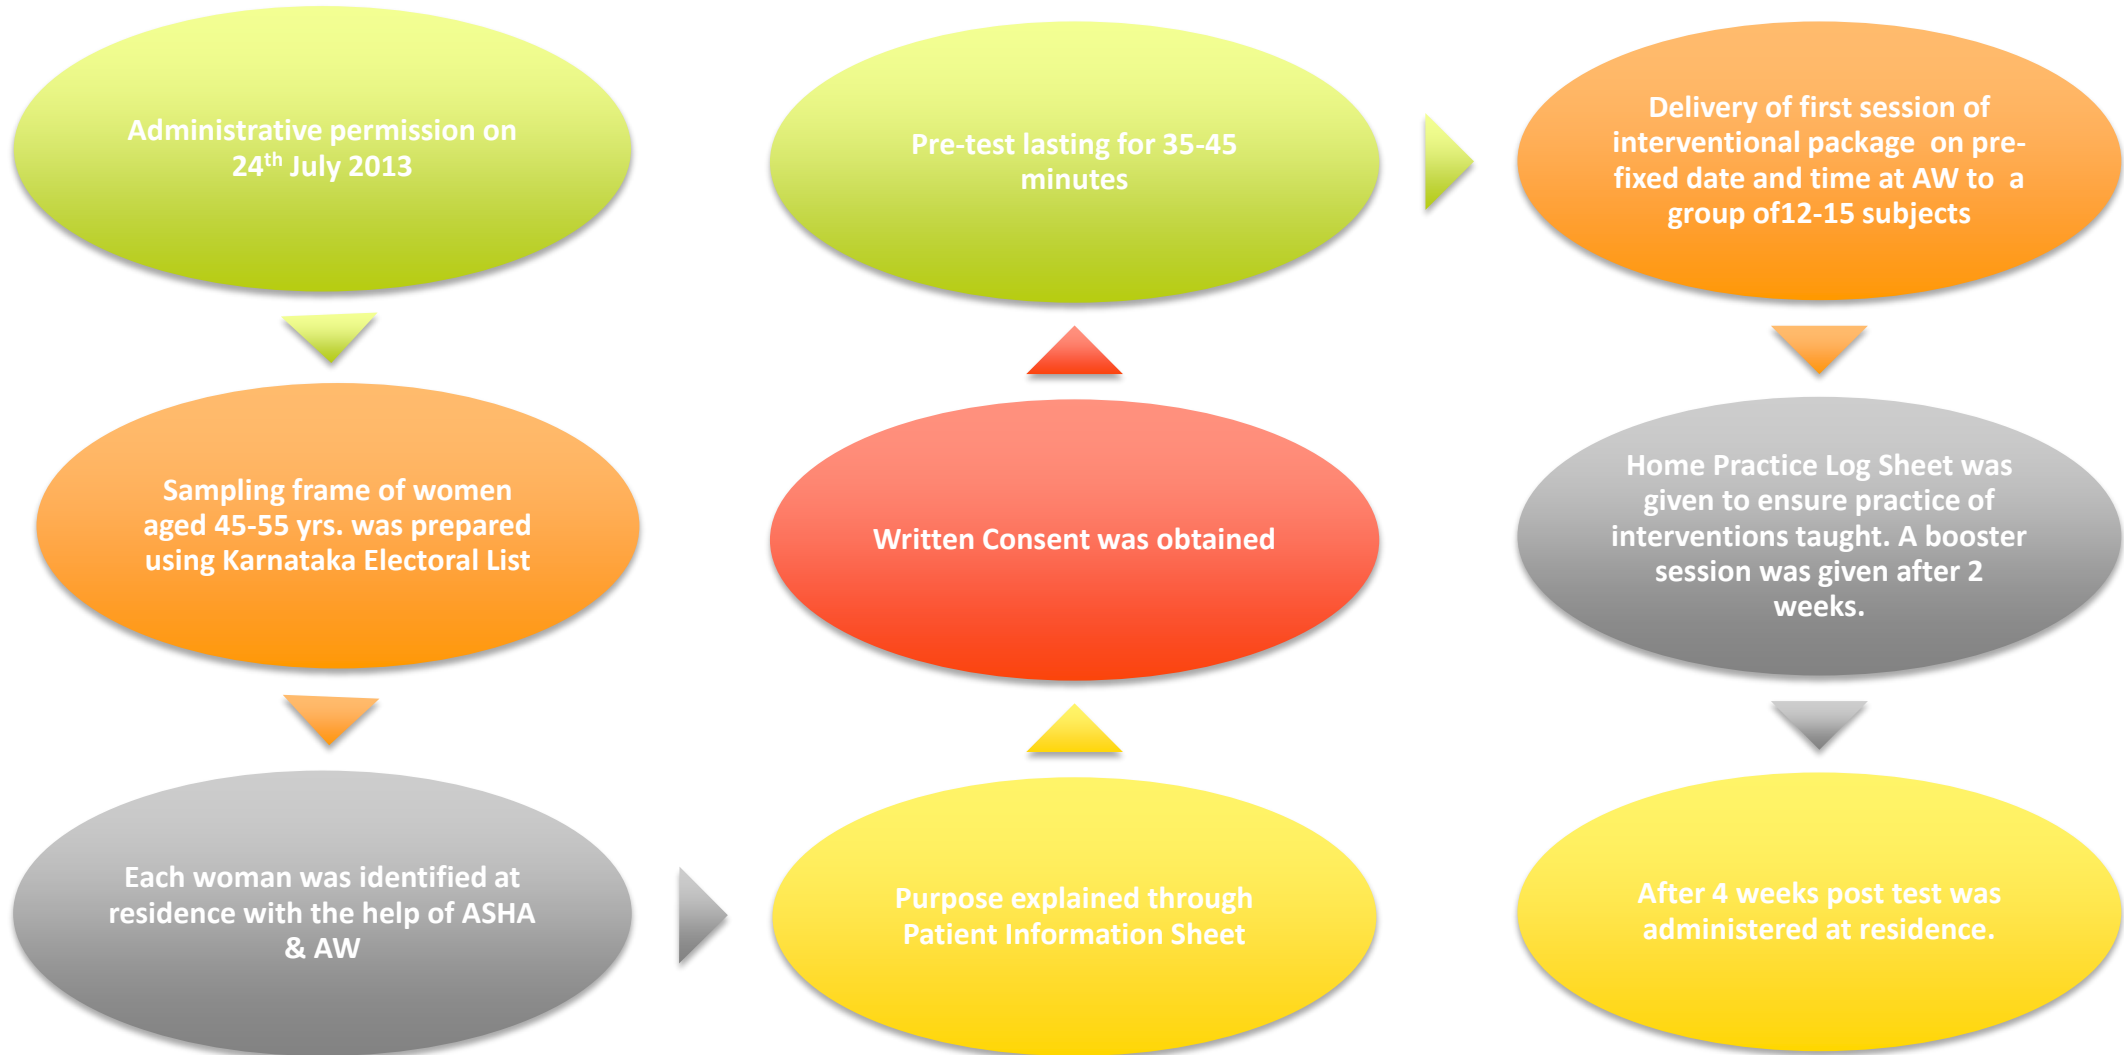 Administrative permission on
24th July 2013
Sampling frame of women
aged 45-55 yrs. was prepared
using Karnataka Electoral List
Each woman was identified at
residence with the help of ASHA
& AW
Purpose explained through
Patient Information Sheet
Written Consent was obtained
Pre-test lasting for 35-45
minutes
Delivery of first session of
interventional package  on pre-
fixed date and time at AW to  a
group of12-15 subjects
Home Practice Log Sheet was
given to ensure practice of
interventions taught. A booster
session was given after 2
weeks.
After 4 weeks post test was
administered at residence.